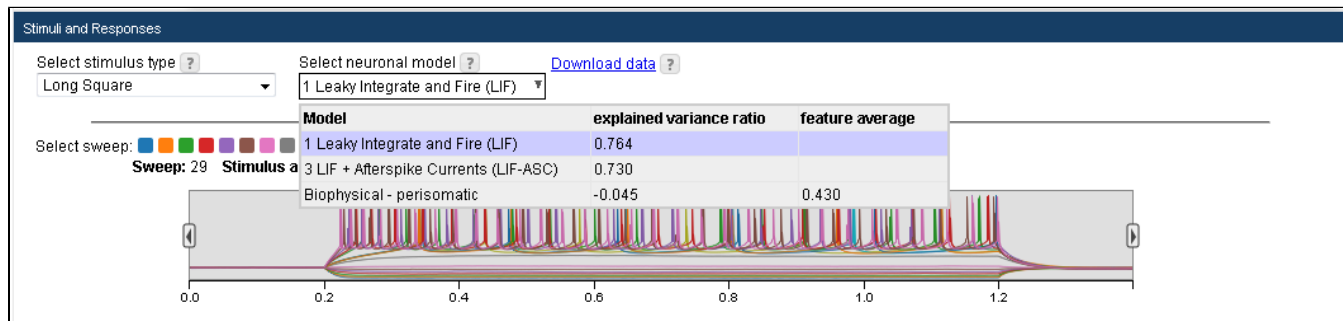 Stimuli and Responses
Select stimulus type ? Select neuronal model ? Download data ?
Long Square 1 Leaky Integrate and Fire (LIF)
Model explained variance ratio feature average
1 Leaky Integrate and Fire (LIF) 0.764
3 LIF + Afterspike Currents (LIF-ASC) 0.730
Biophysical - perisomatic -0.045 0.430
Select sweep:
Sweep: 29 Stimulus a
0.0 0.2 0.4 0.6 0.8 1.0 1.2